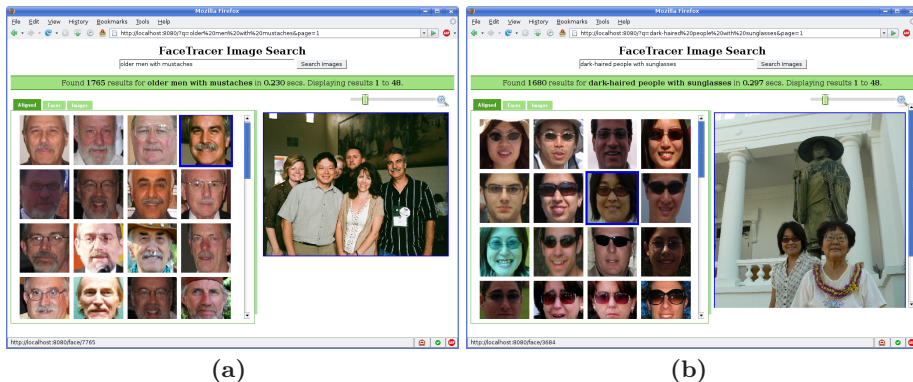 Mozilla Firefox
File Edit View History Bookmarks Tools Help
http://localhost:8080/?q=older%20men%20with%20mustaches&page=1
FaceTracer Image Search
older men with mustaches Search Images
Found 1765 results for older men with mustaches in 0.230 secs. Displaying results 1 to 48.
Aligned Faces Images
http://localhost:8080/face/7765
(a)
Mozilla Firefox
File Edit View History Bookmarks Tools Help
http://localhost:8080/?q=dark-haired%20people%20with%20sunglasses&page=1
FaceTracer Image Search
dark-haired people with sunglasses Search Images
Found 1680 results for dark-haired people with sunglasses in 0.297 secs. Displaying results 1 to 48.
Aligned Faces Images
http://localhost:8080/face/3684
(b)